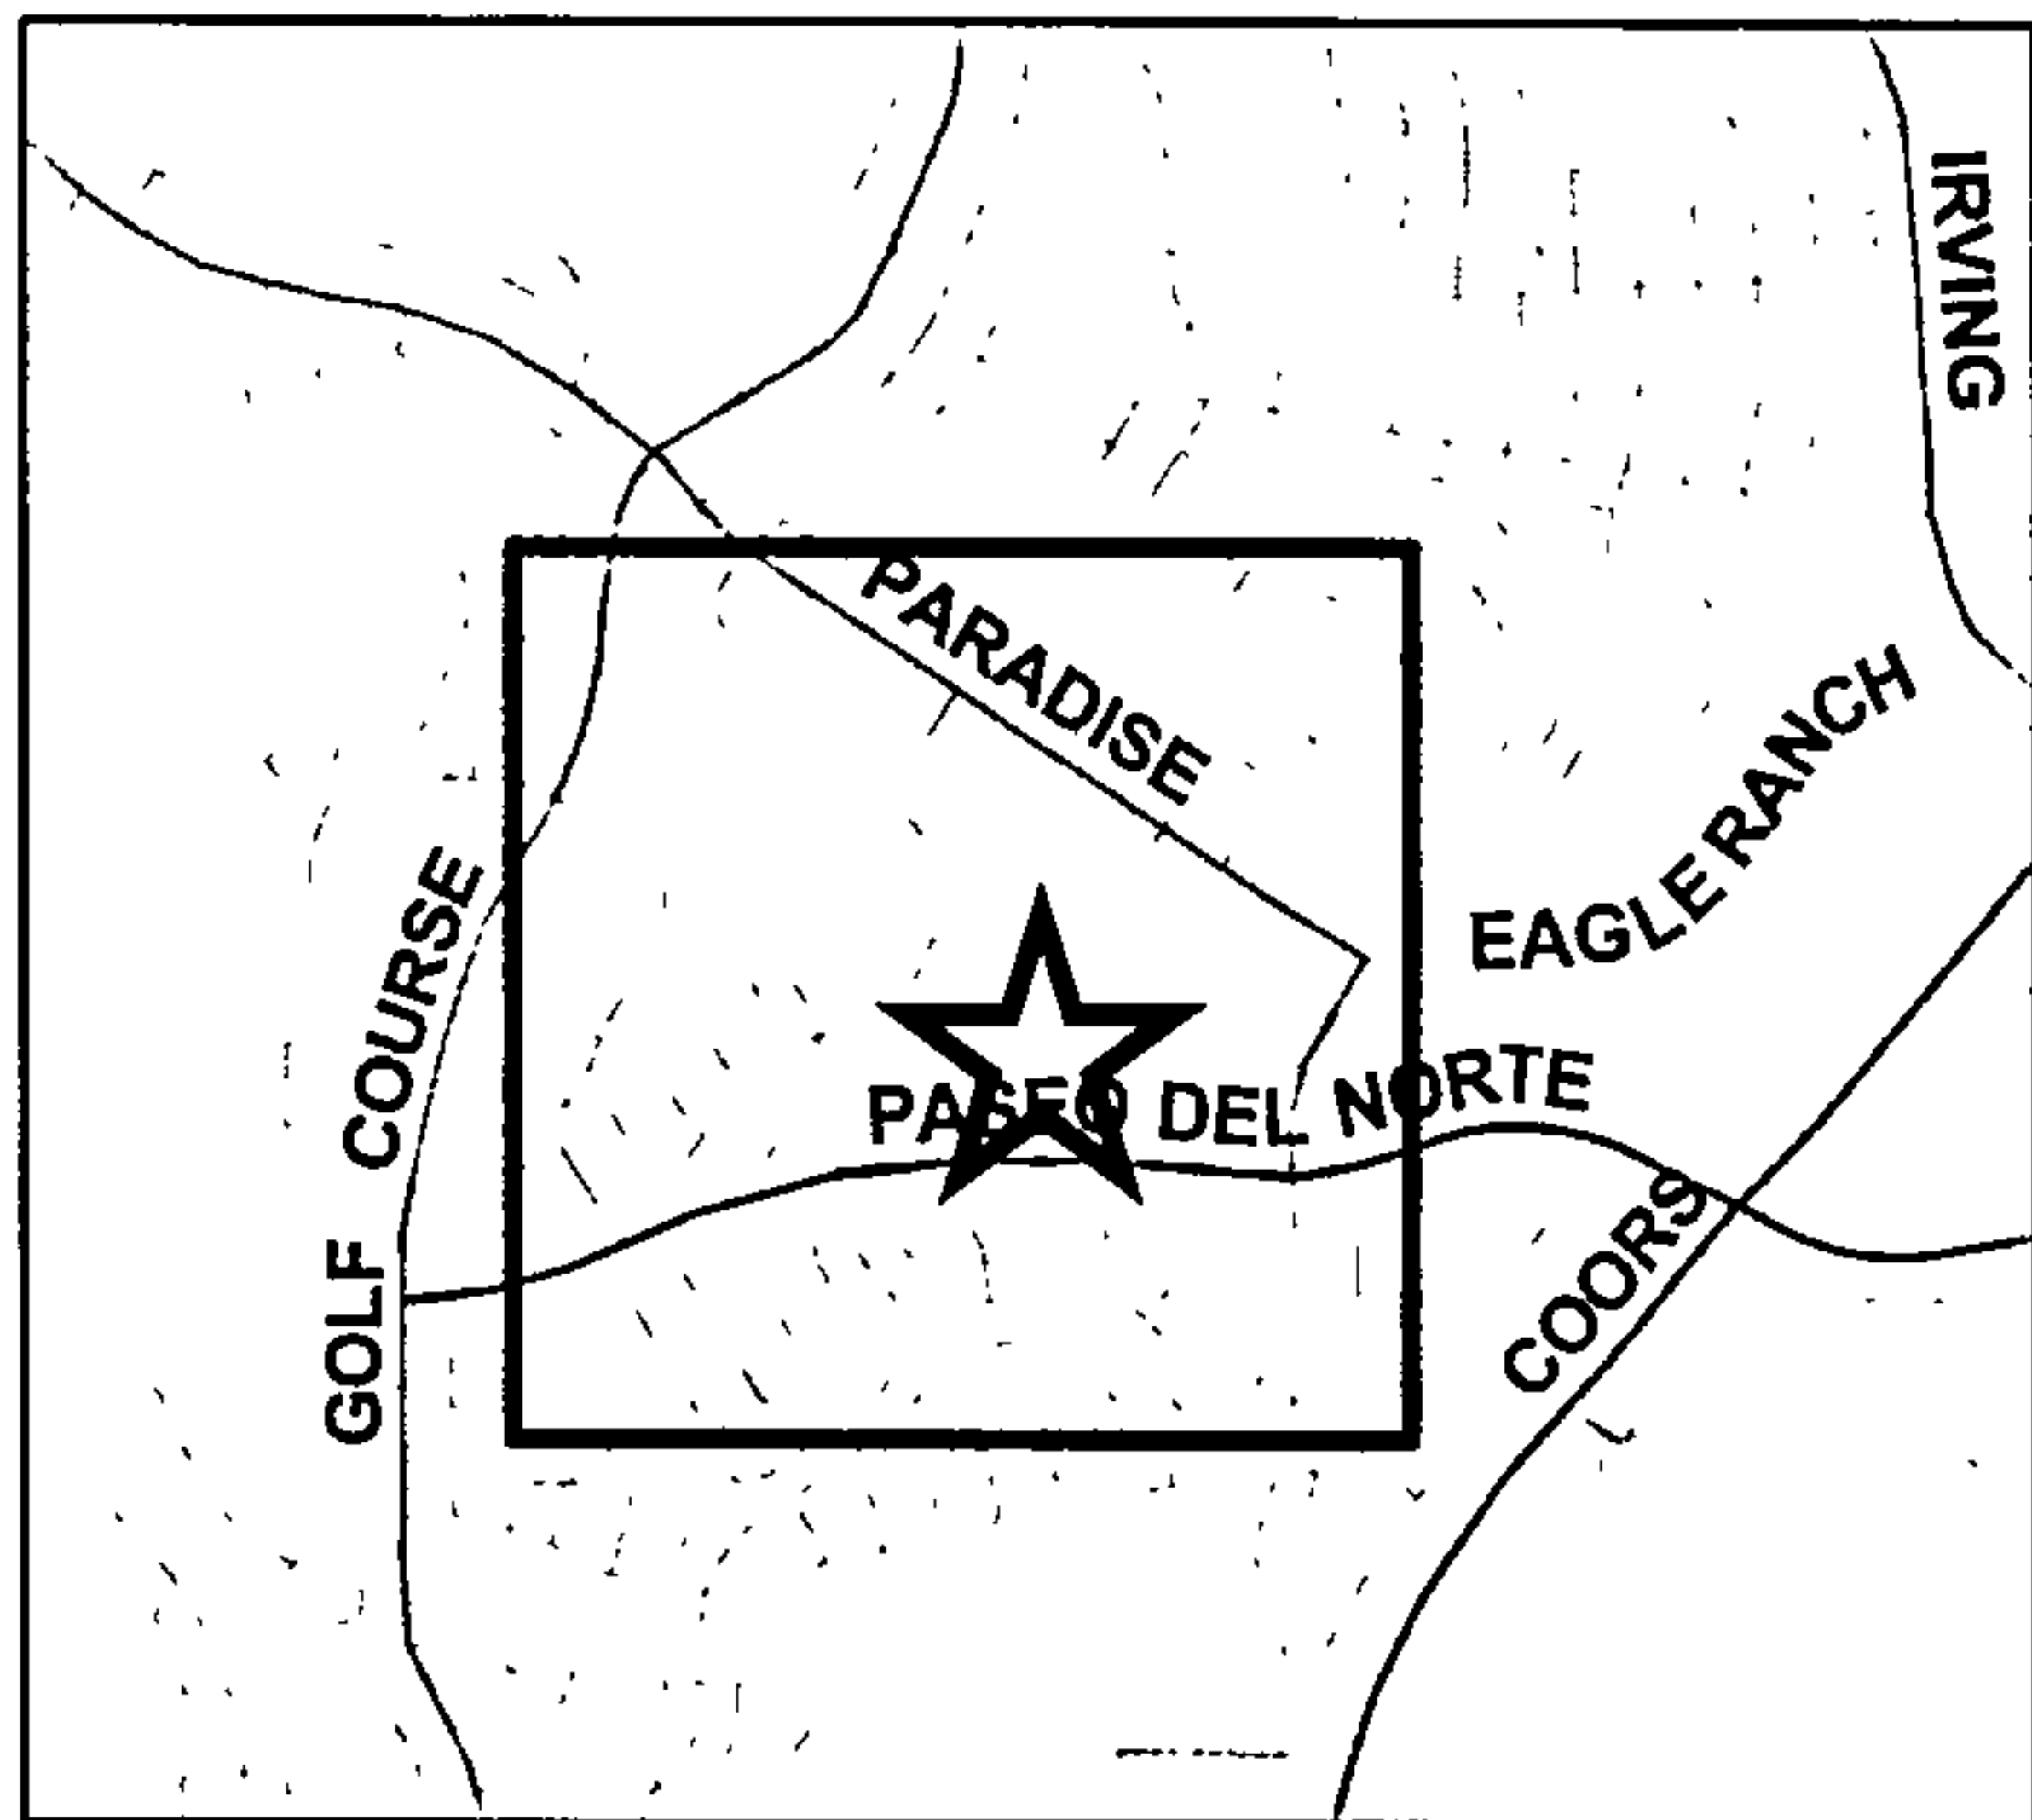 IRVING
PARADISE
EAGLE RANCH
GOLF COURSE
PASEO DEL NORTE
COORS